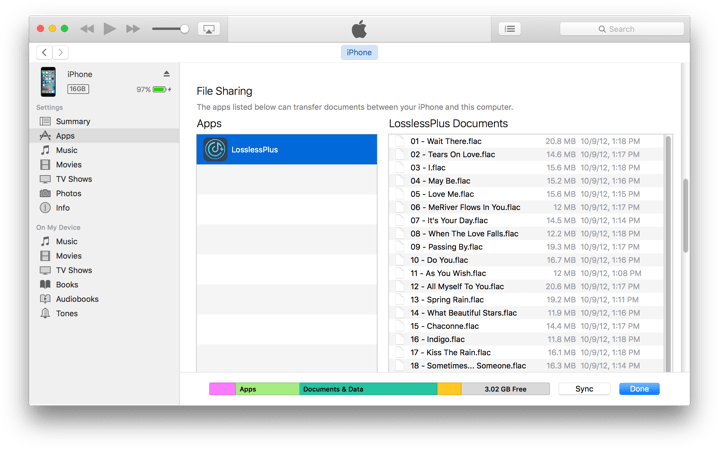 Search
iPhone
iPhone
16GB
97%
Settings
Summary
Apps
Music
Movies
TV Shows
Photos
Info
On My Device
Music
Movies
TV Shows
Books
Audiobooks
Tones
File Sharing
The apps listed below can transfer documents between your iPhone and this computer.
Apps
LosslessPlus
LosslessPlus Documents
01 - Wait There.flac 20.8 MB 10/9/12, 1:18 PM
02 - Tears On Love.flac 14.6 MB 10/9/12, 1:17 PM
03 - I.flac 15.6 MB 10/9/12, 1:18 PM
04 - May Be.flac 15.2 MB 10/9/12, 1:16 PM
05 - Love Me.flac 15.6 MB 10/9/12, 1:15 PM
06 - MeRiver Flows In You.flac 12 MB 10/9/12, 1:17 PM
07 - It's Your Day.flac 14.5 MB 10/9/12, 1:14 PM
08 - When The Love Falls.flac 12.2 MB 10/9/12, 1:18 PM
09 - Passing By.flac 19.3 MB 10/9/12, 1:17 PM
10 - Do You.flac 16.7 MB 10/9/12, 1:16 PM
11 - As You Wish.flac 12 MB 10/9/12, 1:08 PM
12 - All Myself To You.flac 20.6 MB 10/9/12, 1:17 PM
13 - Spring Rain.flac 19.2 MB 10/9/12, 1:11 PM
14 - What Beautiful Stars.flac 11.9 MB 10/9/12, 1:16 PM
15 - Chaconne.flac 14.4 MB 10/9/12, 1:17 PM
16 - Indigo.flac 11.8 MB 10/9/12, 1:18 PM
17 - Kiss The Rain.flac 16.1 MB 10/9/12, 1:18 PM
18 - Sometimes... Someone.flac 16.3 MB 10/9/12, 1:14 PM
Apps
Documents & Data
3.02 GB Free
Sync
Done